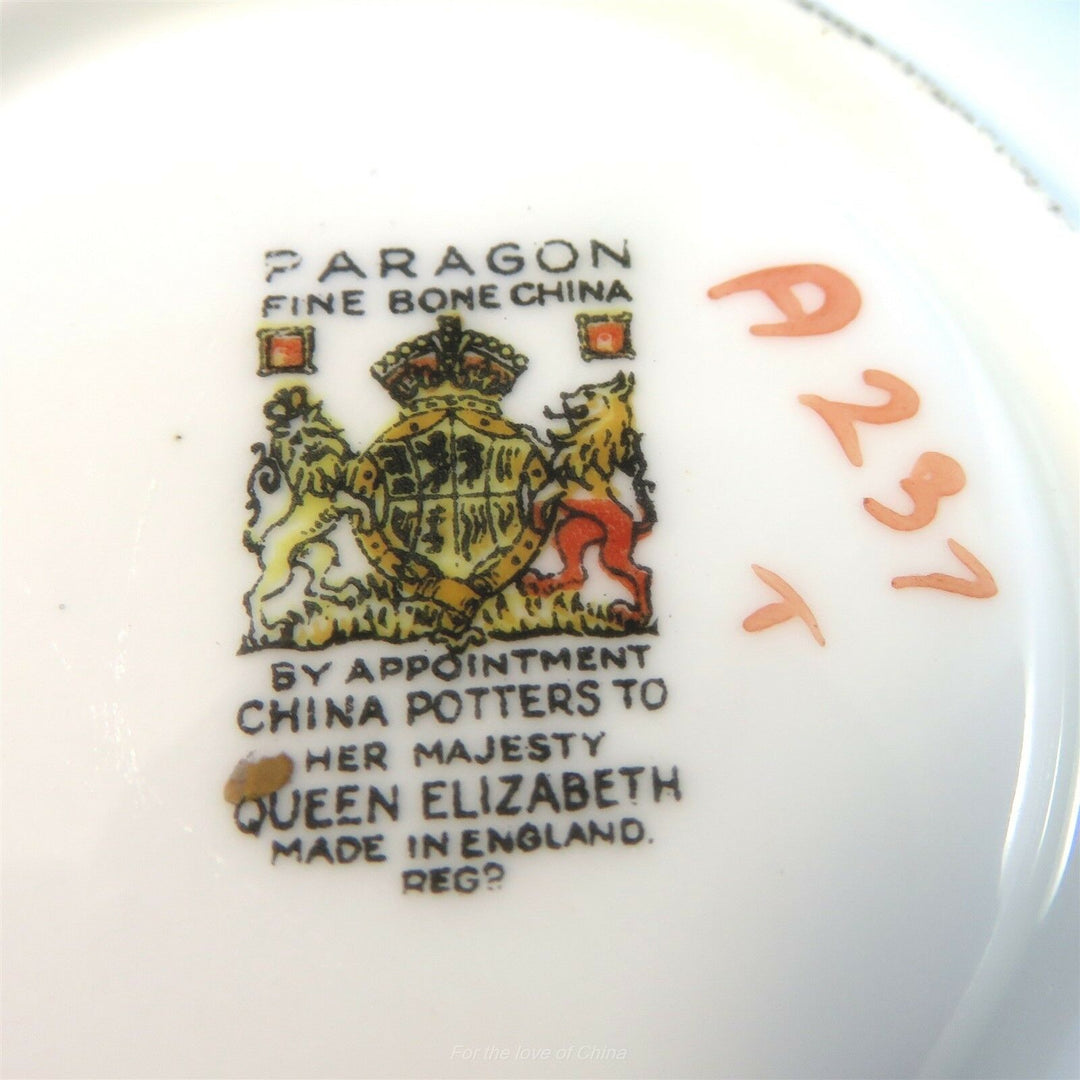 PARAGON
FINE BONE CHINA
BY APPOINTMENT
CHINA POTTERS TO
HER MAJESTY
QUEEN ELIZABETH
MADE IN ENGLAND.
REGD
A237
T
For the love of China